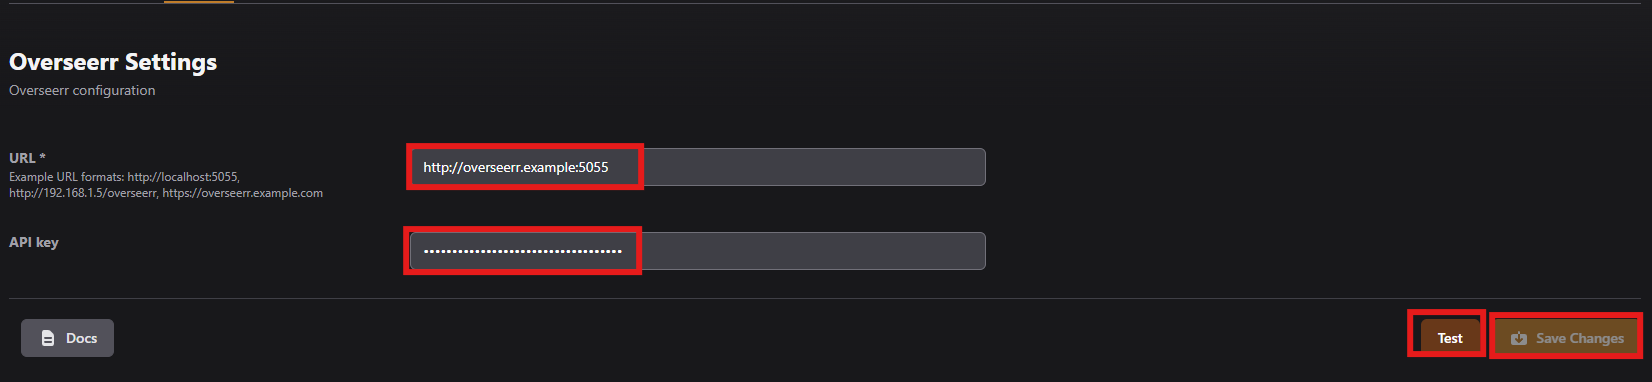 Overseerr Settings
Overseerr configuration
URL *
Example URL formats: http://localhost:5055,
http://192.168.1.5/overseerr, https://overseerr.example.com
http://overseerr.example:5055
API key
Docs
Test
Save Changes